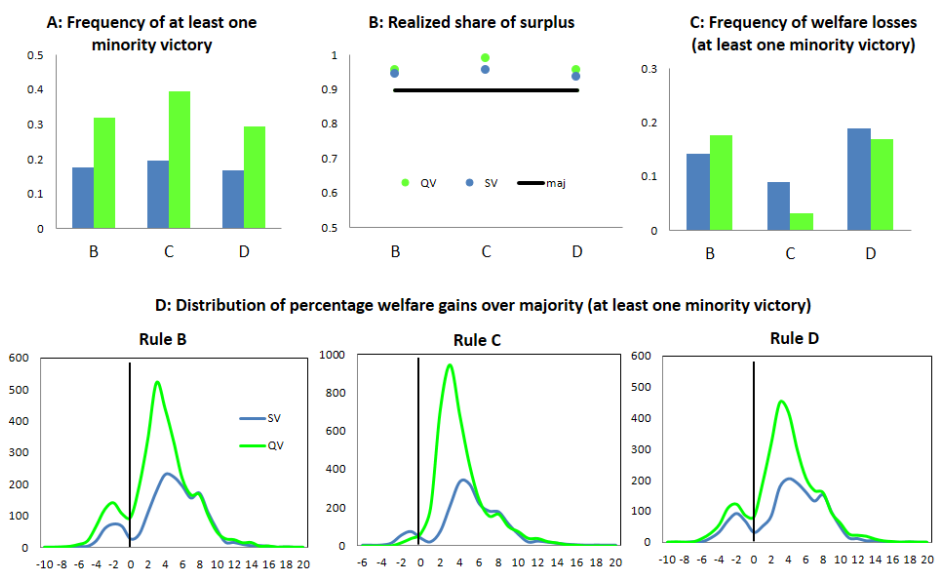 A: Frequency of at least one
minority victory
B: Realized share of surplus
C: Frequency of welfare losses
(at least one minority victory)
0.5
0.4
0.3
0.2
0.1
0
B C D
1
0.9
0.8
0.7
0.6
0.5
QV SV maj
B C D
0.3
0.2
0.1
0
B C D
D: Distribution of percentage welfare gains over majority (at least one minority victory)
Rule B
600
500
400
300
200
100
0
SV
QV
-10 -8 -6 -4 -2 0 2 4 6 8 10 12 14 16 18 20
Rule C
1000
800
600
400
200
0
-6 -4 -2 0 2 4 6 8 10 12 14 16 18 20
Rule D
600
500
400
300
200
100
0
-10 -8 -6 -4 -2 0 2 4 6 8 10 12 14 16 18 20